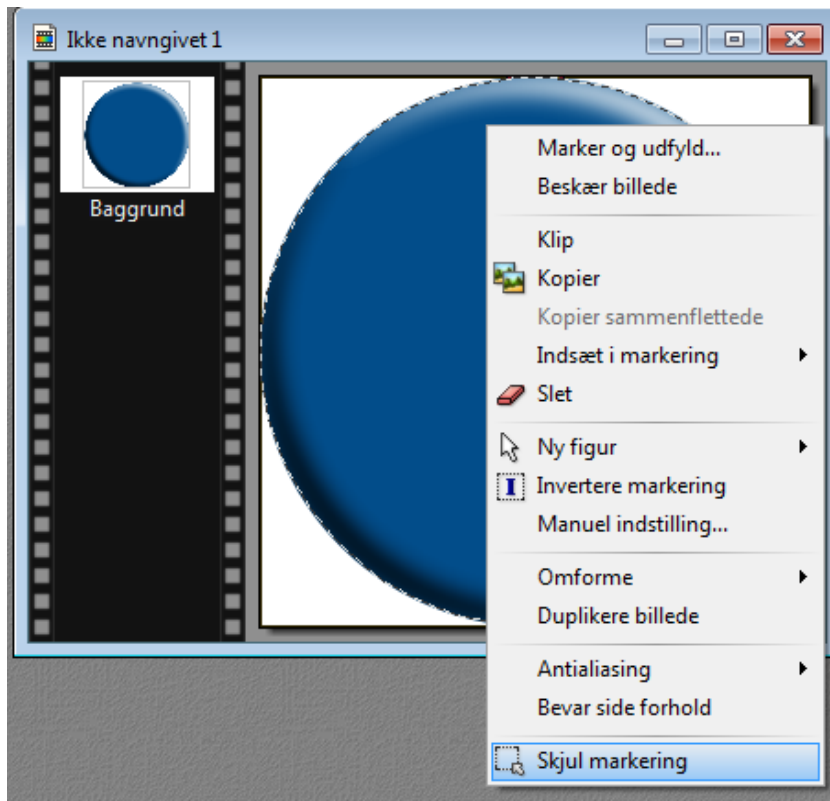 Ikke navngivet 1
Baggrund
Marker og udfyld...
Beskær billede
Klip
Kopier
Kopier sammenflettede
Indsæt i markering
Slet
Ny figur
Invertere markering
Manuel indstilling...
Omforme
Duplikere billede
Antialiasing
Bevar side forhold
Skjul markering